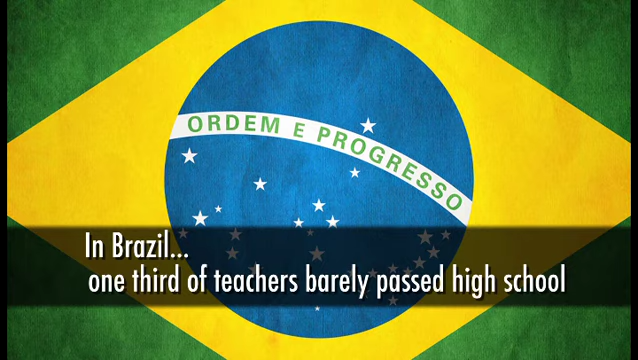 ORDEM E PROGRESSO
In Brazil...
one third of teachers barely passed high school